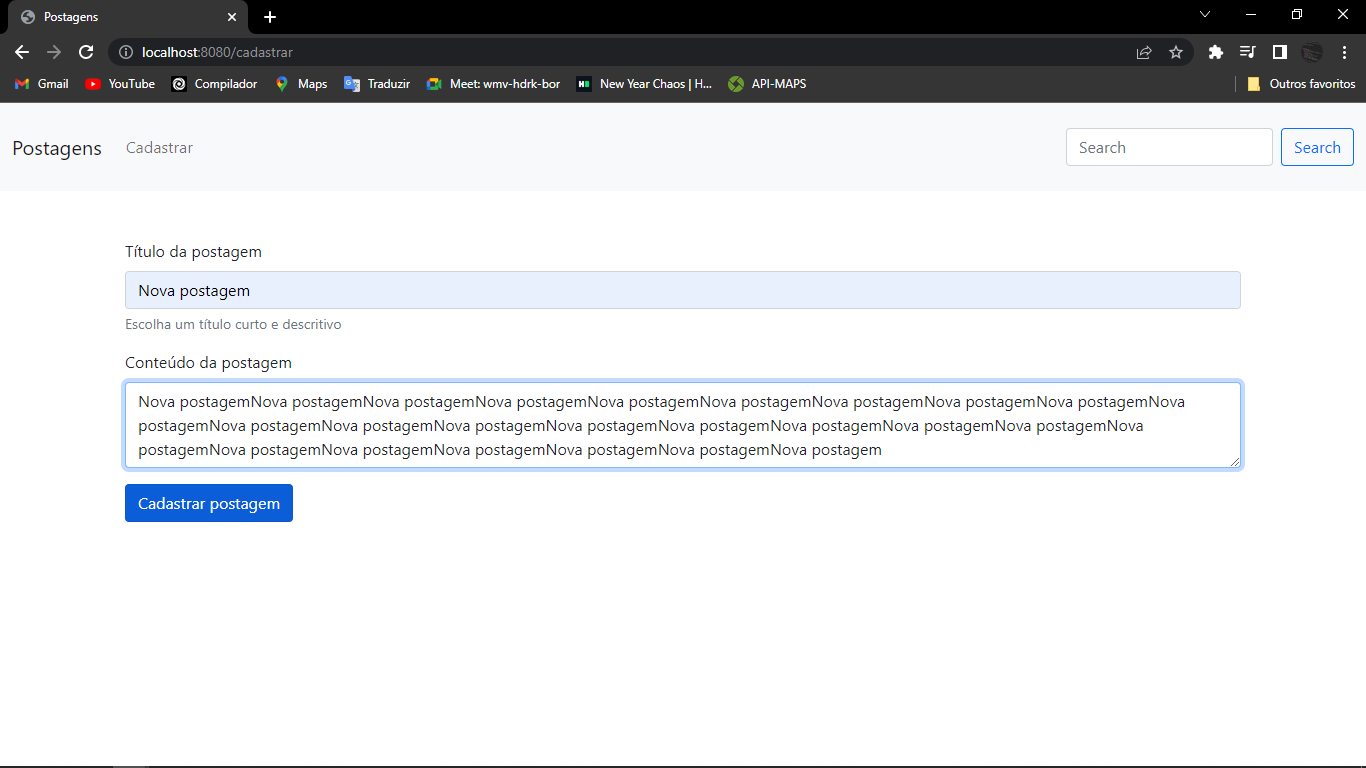 Postagens
localhost:8080/cadastrar
Gmail YouTube Compilador Maps Traduzir Meet: wmv-hdrk-bor New Year Chaos | H... API-MAPS Outros favoritos
Postagens Cadastrar Search Search
Título da postagem
Nova postagem
Escolha um título curto e descritivo
Conteúdo da postagem
Nova postagemNova postagemNova postagemNova postagemNova postagemNova postagemNova postagemNova postagemNova postagemNova
postagemNova postagemNova postagemNova postagemNova postagemNova postagemNova postagemNova postagemNova postagemNova
postagemNova postagemNova postagemNova postagemNova postagemNova postagemNova postagem
Cadastrar postagem